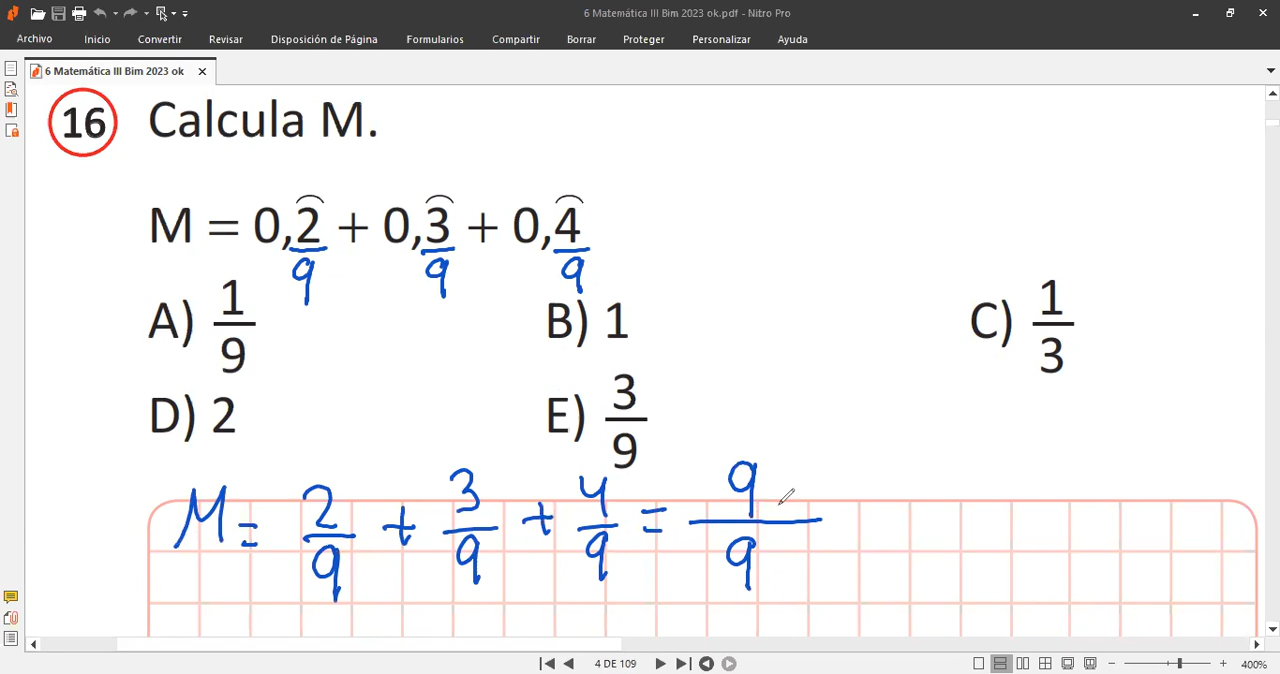 6 Matemática III Bim 2023 ok.pdf - Nitro Pro
Archivo Inicio Convertir Revisar Disposición de Página Formularios Compartir Borrar Proteger Personalizar Ayuda
6 Matemática III Bim 2023 ok
16 Calcula M.
M = 0,2͡ + 0,3͡ + 0,4͡
9 9 9
A) 1/9 B) 1 C) 1/3
D) 2 E) 3/9
M = 2/9 + 3/9 + 4/9 = 9/9
4 DE 109 400%